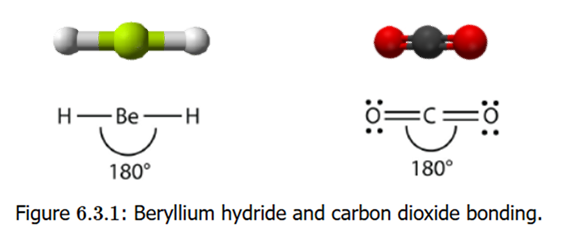 H—Be—H
180°
Ö=C=Ö
180°
Figure 6.3.1: Beryllium hydride and carbon dioxide bonding.